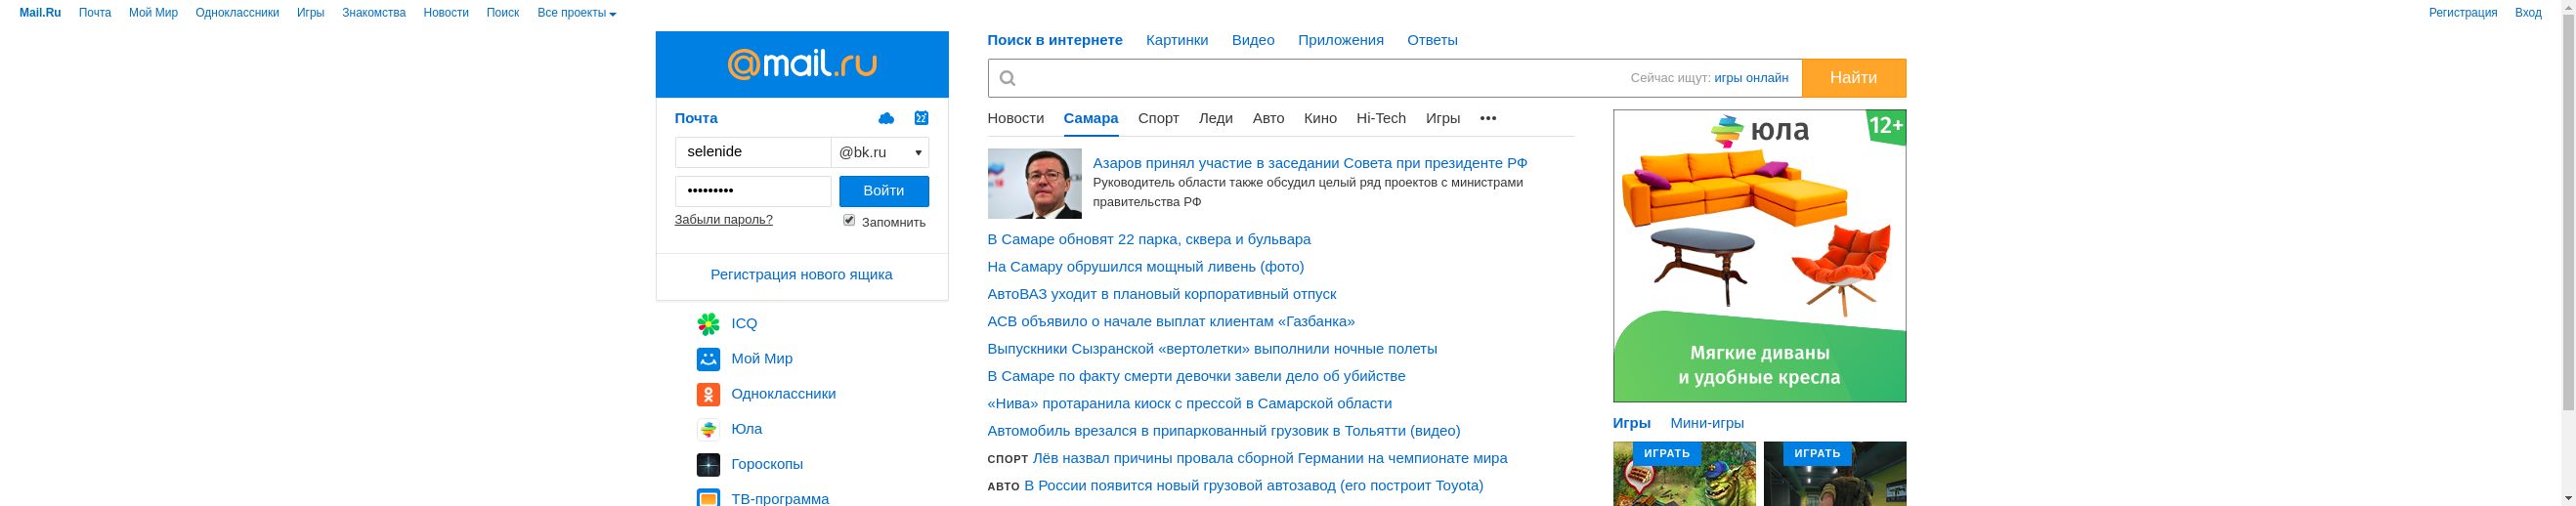 Mail.Ru Почта Мой Мир Одноклассники Игры Знакомства Новости Поиск Все проекты Регистрация Вход
@mail.ru
Почта
22
selenide @bk.ru
••••••••• Войти
Забыли пароль? Запомнить
Регистрация нового ящика
ICQ
Мой Мир
Одноклассники
Юла
Гороскопы
ТВ-программа
Поиск в интернете Картинки Видео Приложения Ответы
Сейчас ищут: игры онлайн Найти
Новости Самара Спорт Леди Авто Кино Hi-Tech Игры •••
Азаров принял участие в заседании Совета при президенте РФ
Руководитель области также обсудил целый ряд проектов с министрами
правительства РФ
В Самаре обновят 22 парка, сквера и бульвара
На Самару обрушился мощный ливень (фото)
АвтоВАЗ уходит в плановый корпоративный отпуск
АСВ объявило о начале выплат клиентам «Газбанка»
Выпускники Сызранской «вертолетки» выполнили ночные полеты
В Самаре по факту смерти девочки завели дело об убийстве
«Нива» протаранила киоск с прессой в Самарской области
Автомобиль врезался в припаркованный грузовик в Тольятти (видео)
СПОРТ Лёв назвал причины провала сборной Германии на чемпионате мира
АВТО В России появится новый грузовой автозавод (его построит Toyota)
юла 12+
Мягкие диваны
и удобные кресла
Игры Мини-игры
ИГРАТЬ ИГРАТЬ